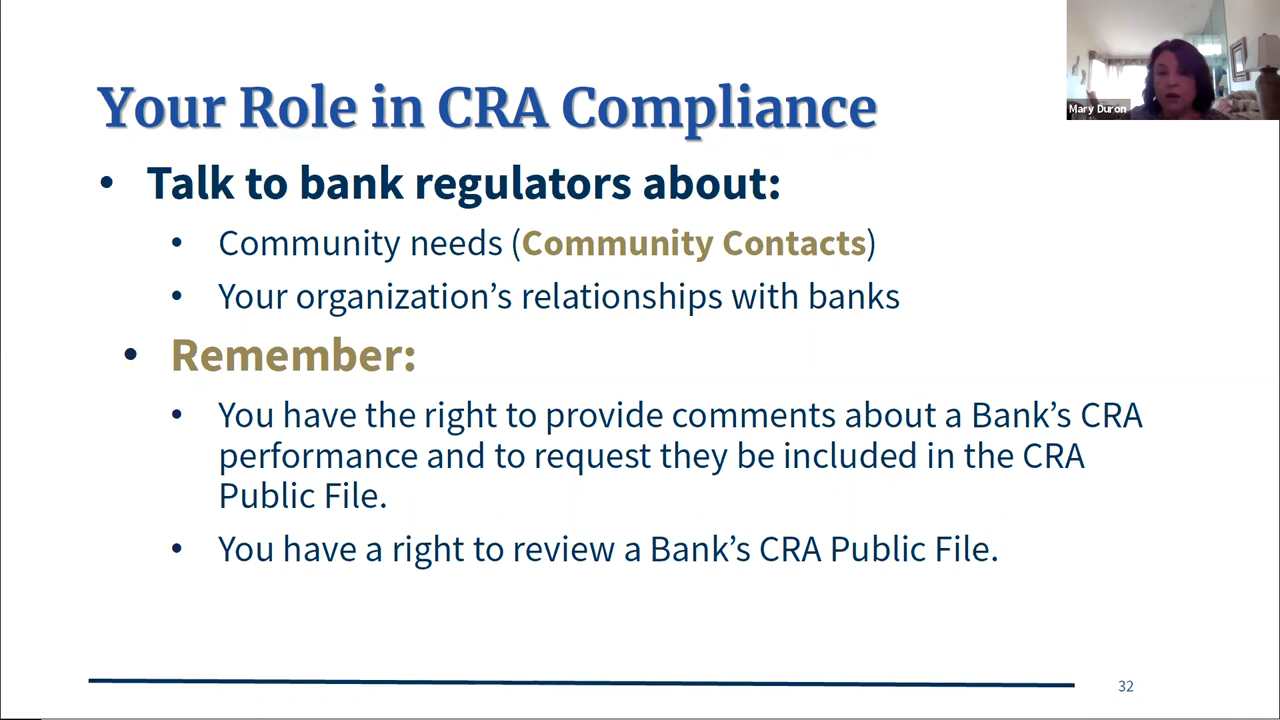 Mary Duron
Your Role in CRA Compliance
• Talk to bank regulators about:
• Community needs (Community Contacts)
• Your organization’s relationships with banks
• Remember:
• You have the right to provide comments about a Bank’s CRA
performance and to request they be included in the CRA
Public File.
• You have a right to review a Bank’s CRA Public File.
32